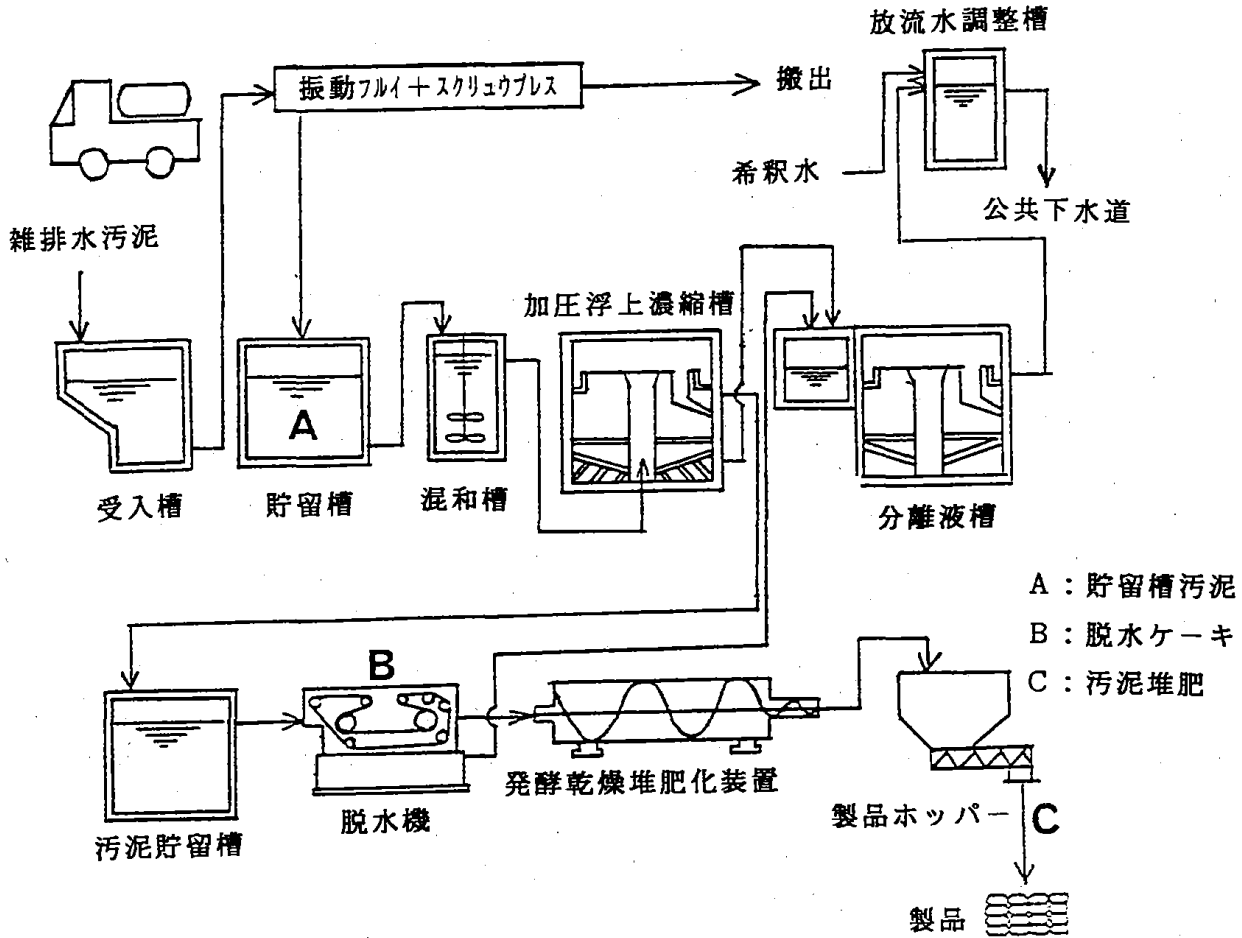 放流水調整槽
振動フルイ＋スクリュウプレス
搬出
希釈水
公共下水道
雑排水汚泥
加圧浮上濃縮槽
A
受入槽
貯留槽
混和槽
分離液槽
A：貯留槽汚泥
B：脱水ケーキ
C：汚泥堆肥
B
発酵乾燥堆肥化装置
脱水機
汚泥貯留槽
製品ホッパー
C
製品